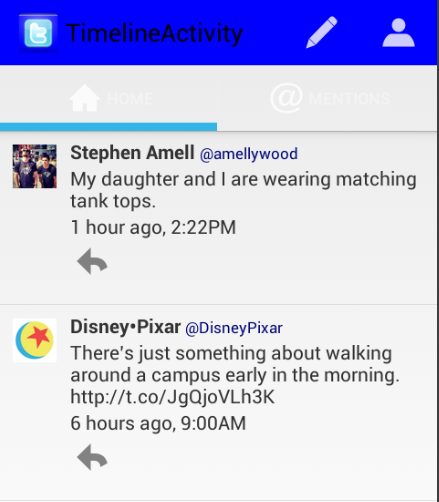 TimelineActivity
HOME
@ MENTIONS
Stephen Amell @amellywood
My daughter and I are wearing matching
tank tops.
1 hour ago, 2:22PM
Disney•Pixar @DisneyPixar
There's just something about walking
around a campus early in the morning.
http://t.co/JgQjoVLh3K
6 hours ago, 9:00AM